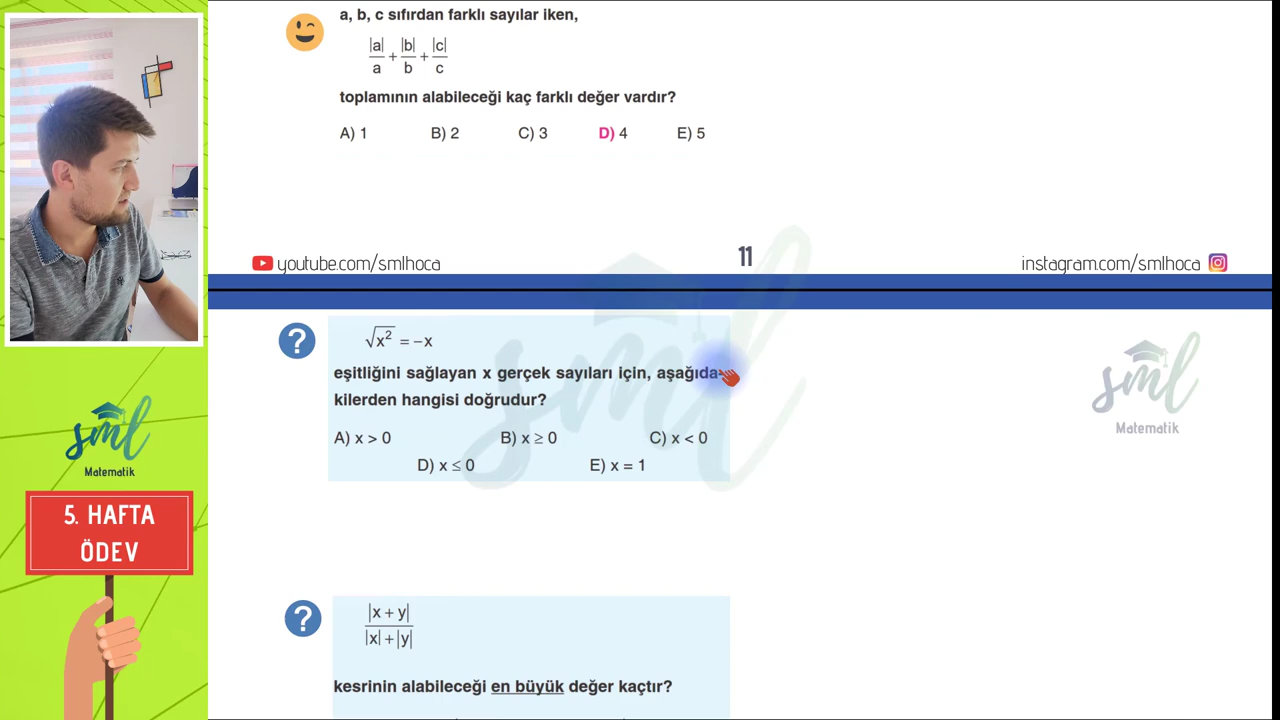 a, b, c sıfırdan farklı sayılar iken,
|a|/a + |b|/b + |c|/c
toplamının alabileceği kaç farklı değer vardır?
A) 1 B) 2 C) 3 D) 4 E) 5
youtube.com/smlhoca 11 instagram.com/smlhoca
? √x² = –x
eşitliğini sağlayan x gerçek sayıları için, aşağıda-
kilerden hangisi doğrudur?
A) x > 0 B) x ≥ 0 C) x < 0
D) x ≤ 0 E) x = 1
sml
Matematik
sml
Matematik
5. HAFTA
ÖDEV
? |x + y|/|x| + |y|
kesrinin alabileceği en büyük değer kaçtır?